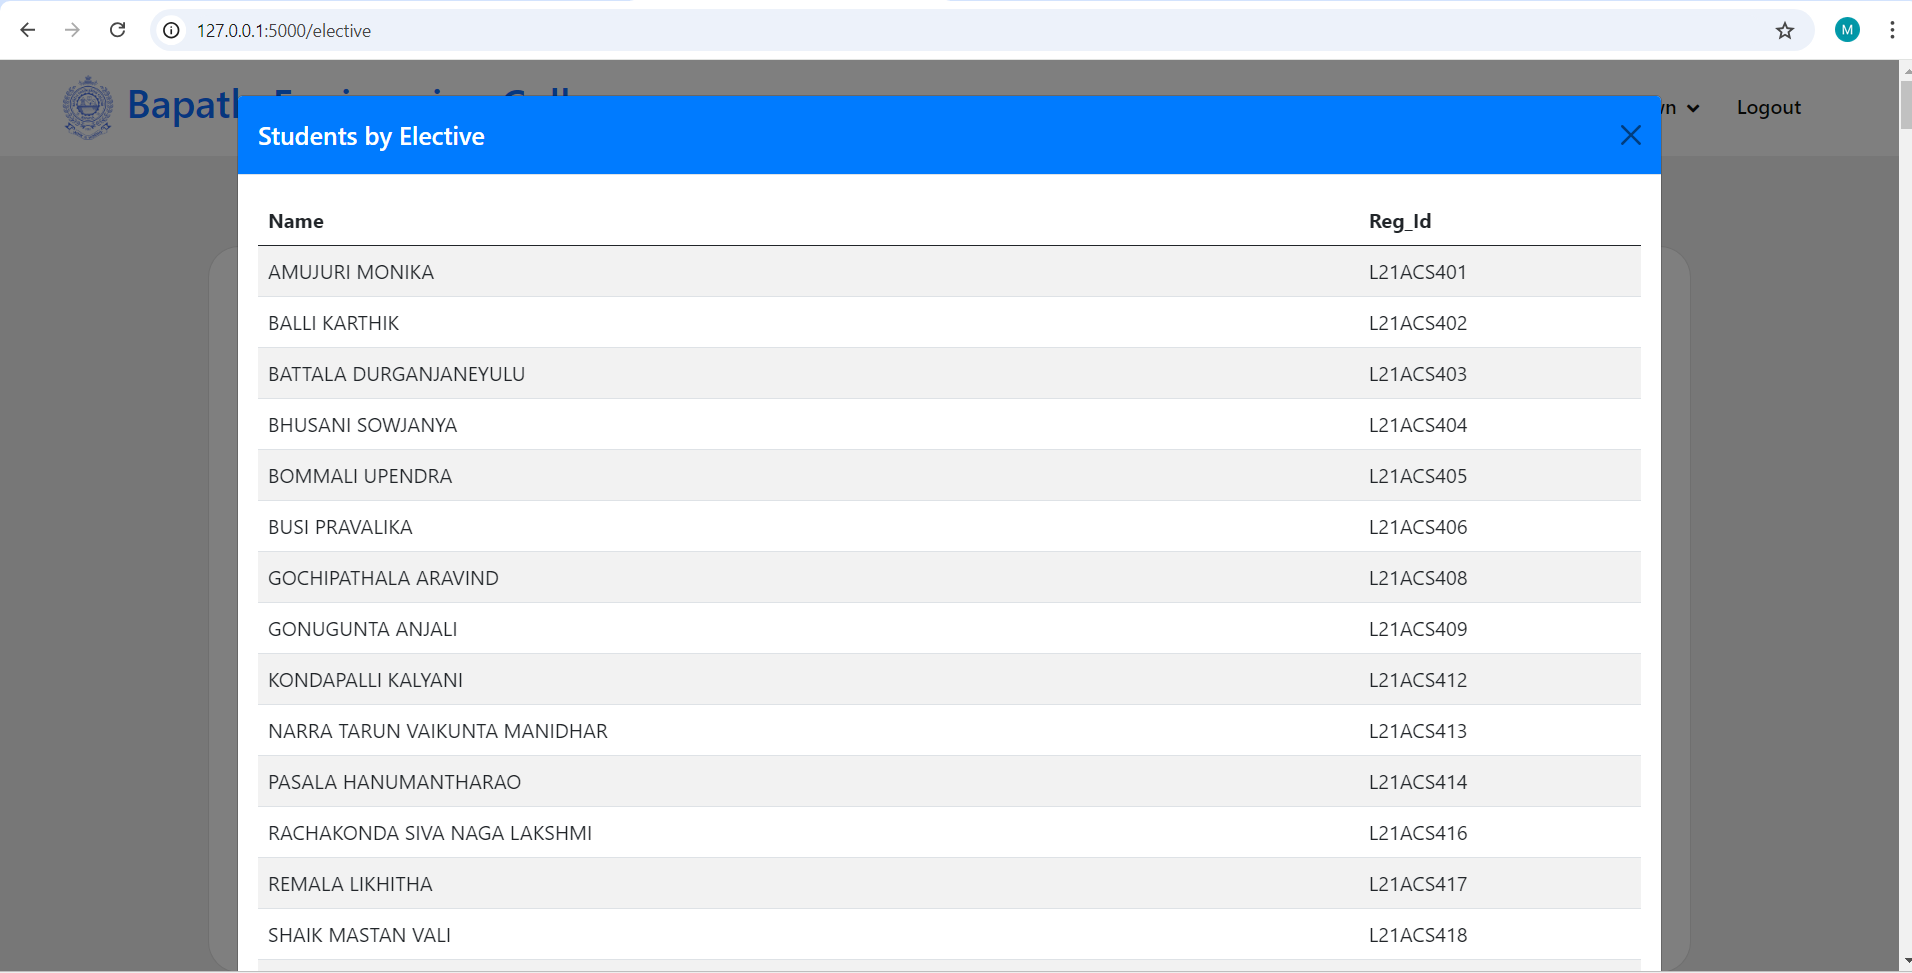 127.0.0.1:5000/elective
M
Logout
Students by Elective
Name Reg_Id
AMUJURI MONIKA L21ACS401
BALLI KARTHIK L21ACS402
BATTALA DURGANJANEYULU L21ACS403
BHUSANI SOWJANYA L21ACS404
BOMMALI UPENDRA L21ACS405
BUSI PRAVALIKA L21ACS406
GOCHIPATHALA ARAVIND L21ACS408
GONUGUNTA ANJALI L21ACS409
KONDAPALLI KALYANI L21ACS412
NARRA TARUN VAIKUNTA MANIDHAR L21ACS413
PASALA HANUMANTHARAO L21ACS414
RACHAKONDA SIVA NAGA LAKSHMI L21ACS416
REMALA LIKHITHA L21ACS417
SHAIK MASTAN VALI L21ACS418